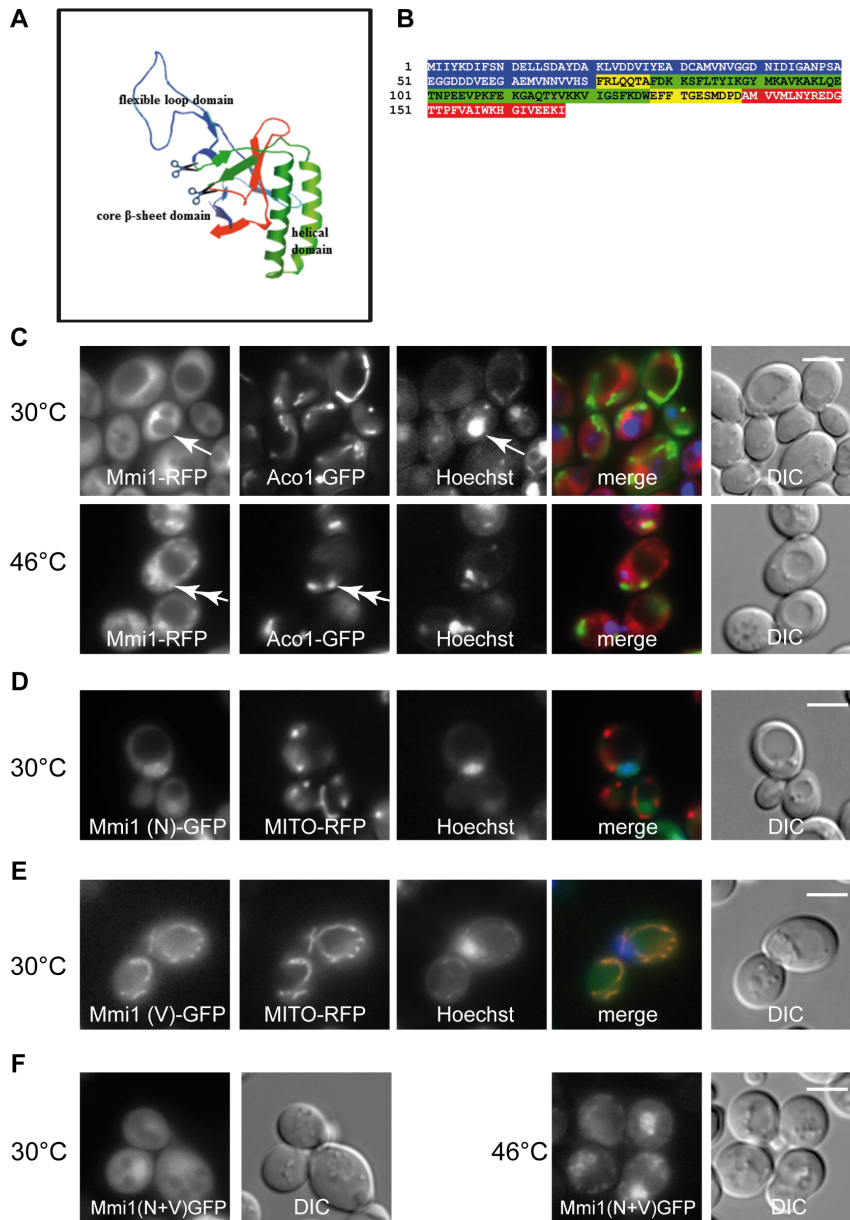 A
B
flexible loop domain
core β-sheet domain
helical
domain
1 MIIYKDIFSN DELLSDAYDA KLVDDVIYEA DCAMVNVGGD NIDIGANPSA
51 EGGDDDVEEG AEMVNNVVHS FRLQQTAFDK KSFLTYIKGY MKAVKAKLQE
101 TNPEEVPKFE KGAQTYVKKV IGSFKDWEFF TGESMDPDAM VVMLNYREDG
151 TTPFVAIWKH GIVEEKI
C
30°C
Mmi1-RFP Aco1-GFP Hoechst merge DIC
46°C
Mmi1-RFP Aco1-GFP Hoechst merge DIC
D
30°C
Mmi1 (N)-GFP MITO-RFP Hoechst merge DIC
E
30°C
Mmi1 (V)-GFP MITO-RFP Hoechst merge DIC
F
30°C 46°C
Mmi1(N+V)GFP DIC Mmi1(N+V)GFP DIC